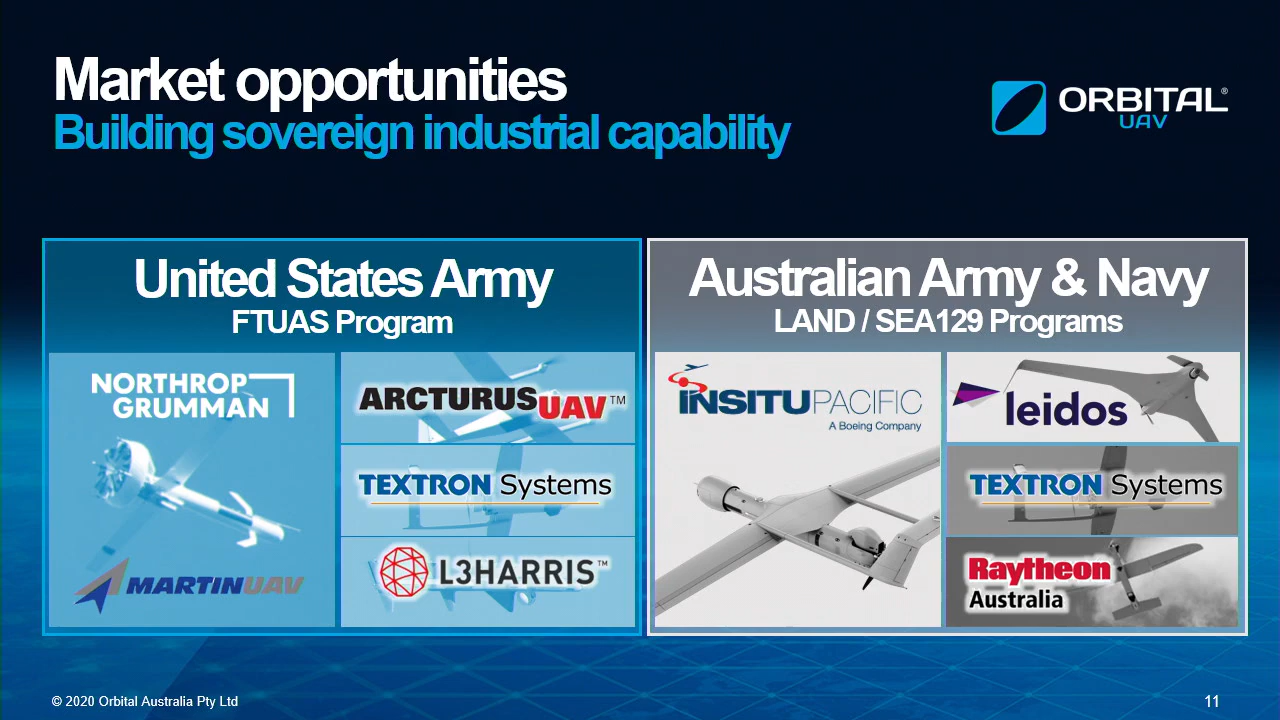 Market opportunities
Building sovereign industrial capability
ORBITAL®
UAV
United States Army
FTUAS Program
NORTHROP
GRUMMAN
MARTINUAV
ARCTURUS UAV™
TEXTRON Systems
L3HARRIS™
Australian Army & Navy
LAND / SEA129 Programs
INSITU PACIFIC
A Boeing Company
leidos
TEXTRON Systems
Raytheon
Australia
© 2020 Orbital Australia Pty Ltd
11